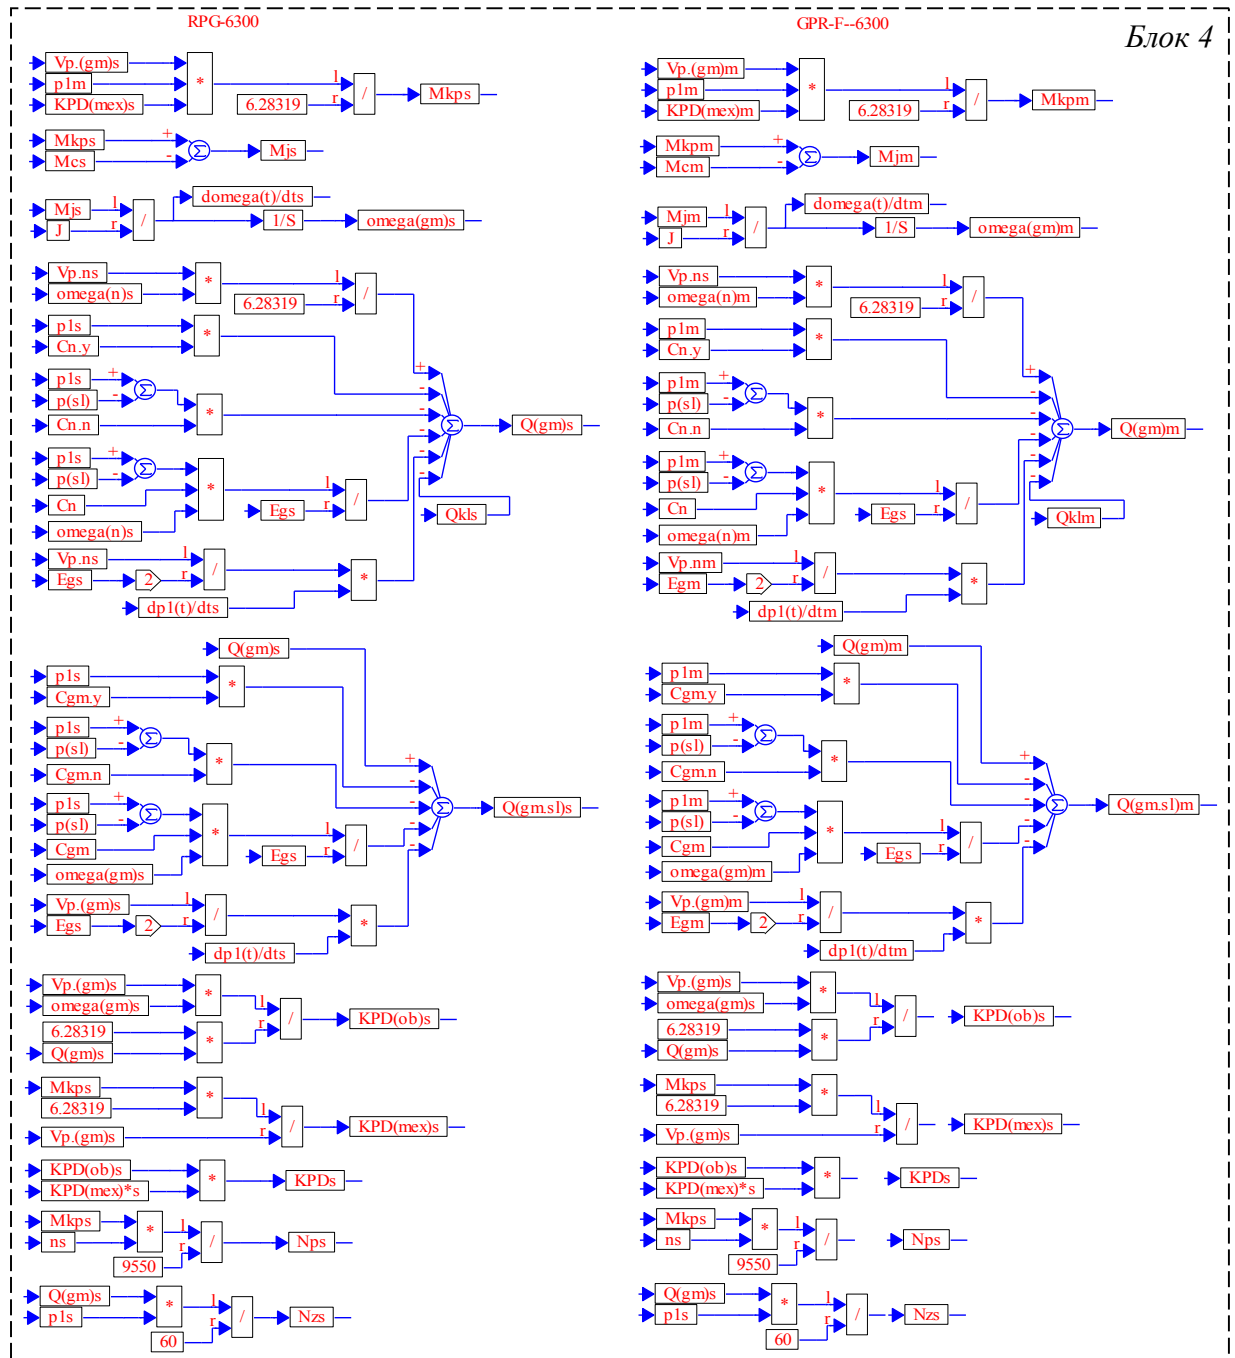 RPG-6300
GPR-F--6300
Блок 4
Vp.(gm)s
p1m
KPD(mex)s
*
6.28319
l
r
/
Mkps
Mkps
Mcs
+
-
Σ
Mjs
Mjs
J
l
r
/
domega(t)/dts
1/S
omega(gm)s
Vp.ns
omega(n)s
*
6.28319
l
r
/
p1s
Cn.y
*
p1s
p(sl)
+
-
Σ
Cn.n
*
p1s
p(sl)
+
-
Σ
Cn
omega(n)s
*
Egs
l
r
/
Vp.ns
Egs
2
l
r
/
dp1(t)/dts
*
+
-
-
-
-
-
Σ
Qkls
Q(gm)s
Q(gm)s
p1s
Cgm.y
*
p1s
p(sl)
+
-
Σ
Cgm.n
*
p1s
p(sl)
+
-
Σ
Cgm
omega(gm)s
*
Egs
l
r
/
Vp.(gm)s
Egs
2
l
r
/
dp1(t)/dts
*
+
-
-
-
-
Σ
Q(gm.sl)s
Vp.(gm)s
omega(gm)s
*
6.28319
Q(gm)s
*
l
r
/
KPD(ob)s
Mkps
6.28319
*
Vp.(gm)s
l
r
/
KPD(mex)s
KPD(ob)s
KPD(mex)*s
*
KPDs
Mkps
ns
*
9550
l
r
/
Nps
Q(gm)s
p1s
*
60
l
r
/
Nzs
Vp.(gm)m
p1m
KPD(mex)m
*
6.28319
l
r
/
Mkpm
Mkpm
Mcm
+
-
Σ
Mjm
Mjm
J
l
r
/
domega(t)/dtm
1/S
omega(gm)m
Vp.ns
omega(n)m
*
6.28319
l
r
/
p1m
Cn.y
*
p1m
p(sl)
+
-
Σ
Cn.n
*
p1m
p(sl)
+
-
Σ
Cn
omega(n)m
*
Egs
l
r
/
Vp.nm
Egm
2
l
r
/
dp1(t)/dtm
*
+
-
-
-
-
-
Σ
Qklm
Q(gm)m
Q(gm)m
p1m
Cgm.y
*
p1m
p(sl)
+
-
Σ
Cgm.n
*
p1m
p(sl)
+
-
Σ
Cgm
omega(gm)m
*
Egs
l
r
/
Vp.(gm)m
Egm
2
l
r
/
dp1(t)/dtm
*
+
-
-
-
-
Σ
Q(gm.sl)m
Vp.(gm)s
omega(gm)s
*
6.28319
Q(gm)s
*
l
r
/
KPD(ob)s
Mkps
6.28319
*
Vp.(gm)s
l
r
/
KPD(mex)s
KPD(ob)s
KPD(mex)*s
*
KPDs
Mkps
ns
*
9550
l
r
/
Nps
Q(gm)s
p1s
*
60
l
r
/
Nzs